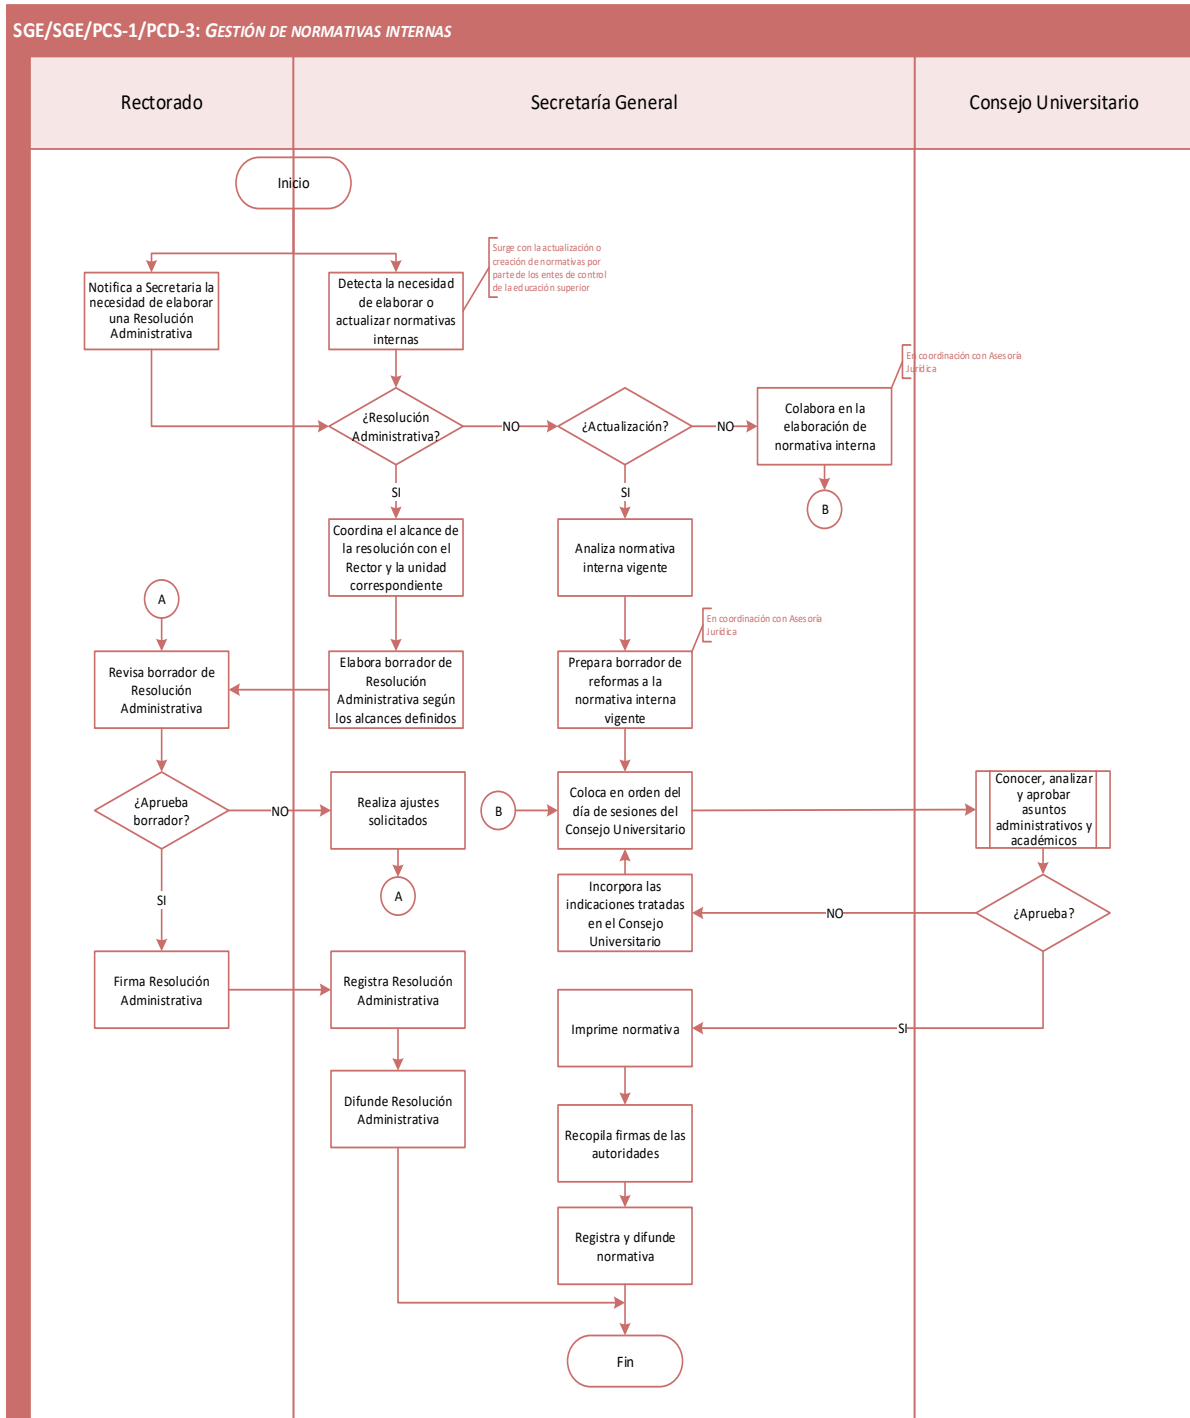 SGE/SGE/PCS-1/PCD-3: GESTIÓN DE NORMATIVAS INTERNAS
Rectorado
Secretaría General
Consejo Universitario
Inicio
Surge con la actualización o
creación de normativas por
parte de los entes de control
de la educación superior
Notifica a Secretaria la
necesidad de elaborar
una Resolución
Administrativa
Detecta la necesidad
de elaborar o
actualizar normativas
internas
En coordinación con Asesoría
Jurídica
¿Resolución
Administrativa?
NO
¿Actualización?
NO
Colabora en la
elaboración de
normativa interna
SI
SI
B
Coordina el alcance de
la resolución con el
Rector y la unidad
correspondiente
Analiza normativa
interna vigente
A
En coordinación con Asesoría
Jurídica
Revisa borrador de
Resolución
Administrativa
Elabora borrador de
Resolución
Administrativa según
los alcances definidos
Prepara borrador de
reformas a la
normativa interna
vigente
¿Aprueba
borrador?
NO
Realiza ajustes
solicitados
B
Coloca en orden del
día de sesiones del
Consejo Universitario
Conocer, analizar
y aprobar
asuntos
administrativos y
académicos
SI
A
Incorpora las
indicaciones tratadas
en el Consejo
Universitario
NO
¿Aprueba?
Firma Resolución
Administrativa
Registra Resolución
Administrativa
Imprime normativa
SI
Difunde Resolución
Administrativa
Recopila firmas de las
autoridades
Registra y difunde
normativa
Fin